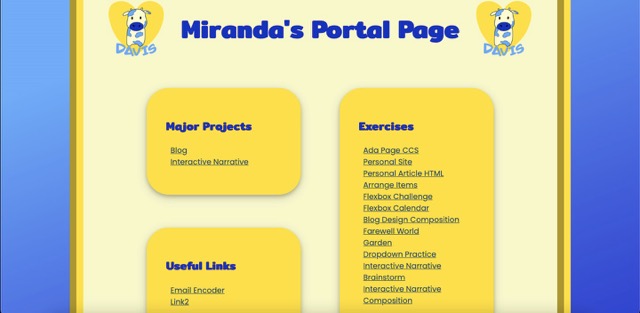 DAVIS
Miranda's Portal Page
DAVIS
Major Projects
Blog
Interactive Narrative
Useful Links
Email Encoder
Link2
Exercises
Ada Page CCS
Personal Site
Personal Article HTML
Arrange Items
Flexbox Challenge
Flexbox Calendar
Blog Design Composition
Farewell World
Garden
Dropdown Practice
Interactive Narrative
Brainstorm
Interactive Narrative
Composition